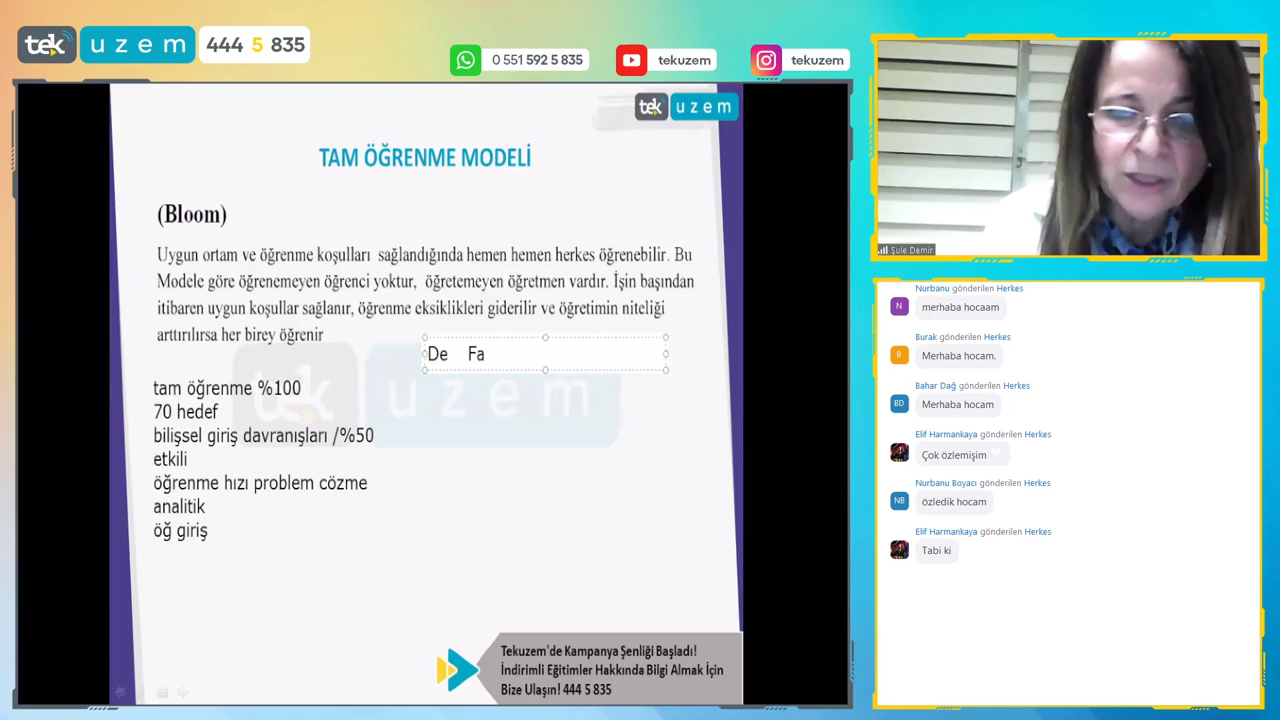 tek uzem 444 5 835
0 551 592 5 835
tekuzem
tekuzem
tek uzem
TAM ÖĞRENME MODELİ
(Bloom)
Uygun ortam ve öğrenme koşulları sağlandığında hemen hemen herkes öğrenebilir. Bu
Modele göre öğrenemeyen öğrenci yoktur, öğretemeyen öğretmen vardır. İşin başından
itibaren uygun koşullar sağlanır, öğrenme eksiklikleri giderilir ve öğretimin niteliği
arttırılırsa her birey öğrenir
De Fa
tek uzem
tam öğrenme %100
70 hedef
bilişsel giriş davranışları /%50
etkili
öğrenme hızı problem cözme
analitik
öğ giriş
Tekuzem'de Kampanya Şenliği Başladı!
İndirimli Eğitimler Hakkında Bilgi Almak İçin
Bize Ulaşın! 444 5 835
Şule Demir
Nurbanu gönderilen Herkes
N
merhaba hocaam
Burak gönderilen Herkes
B
Merhaba hocam.
Bahar Dağ gönderilen Herkes
BD
Merhaba hocam
Elif Harmankaya gönderilen Herkes
Çok özlemişim
Nurbanu Boyacı gönderilen Herkes
NB
özledik hocam
Elif Harmankaya gönderilen Herkes
Tabi ki